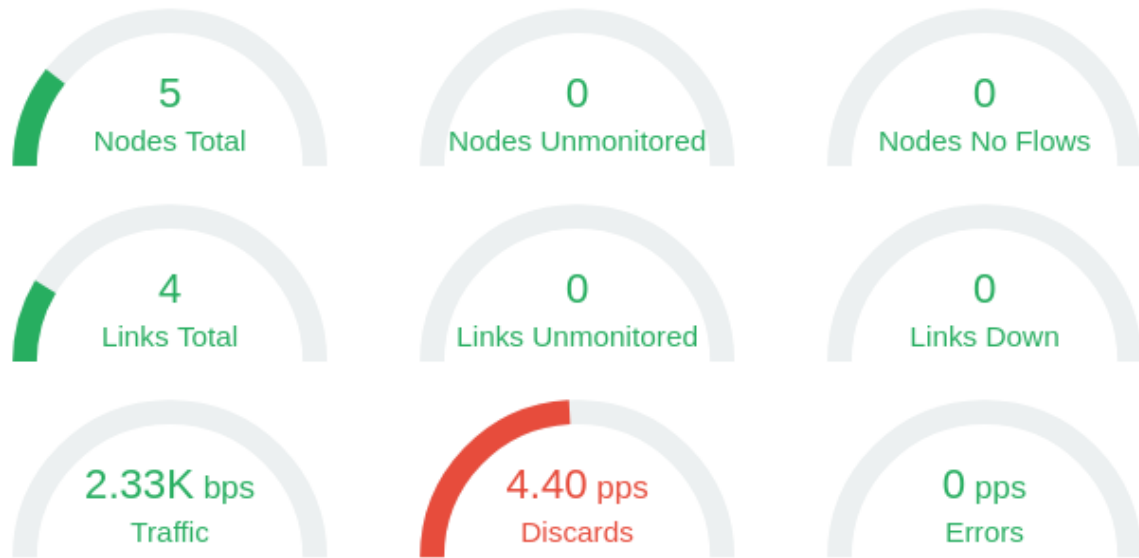 5
Nodes Total
0
Nodes Unmonitored
0
Nodes No Flows
4
Links Total
0
Links Unmonitored
0
Links Down
2.33K bps
Traffic
4.40 pps
Discards
0 pps
Errors